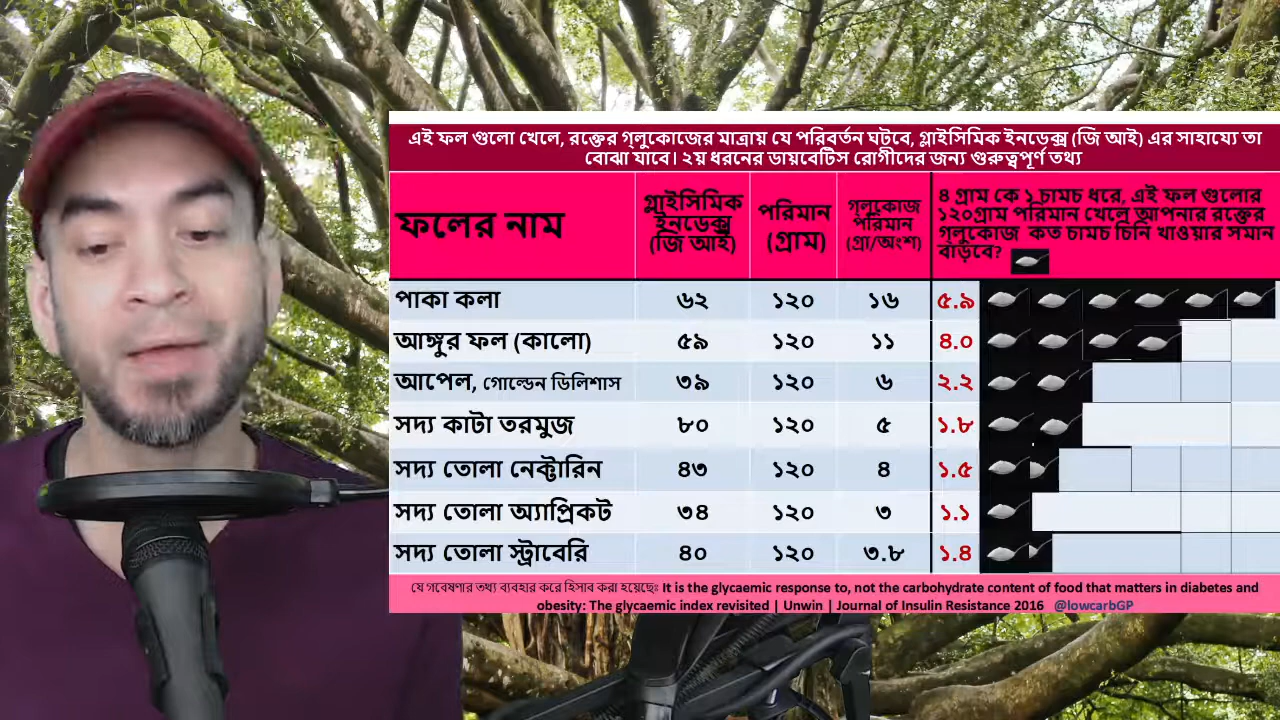 এই ফল গুলো খেলে, রক্তের গ্লুকোজের মাত্রায় যে পরিবর্তন ঘটবে, গ্লাইসিমিক ইনডেক্স (জি আই) এর সাহায্যে তা
বোঝা যাবে। ২য় ধরনের ডায়বেটিস রোগীদের জন্য গুরুত্বপূর্ণ তথ্য
ফলের নাম
গ্লাইসিমিক
ইনডেক্স
(জি আই)
পরিমান
(গ্রাম)
গ্লুকোজ
পরিমান
(গ্রা/অংশ)
৪ গ্রাম কে ১ চামচ ধরে, এই ফল গুলোর
১২০গ্রাম পরিমান খেলে আপনার রক্তের
গ্লুকোজ কত চামচ চিনি খাওয়ার সমান
বাড়বে?
পাকা কলা ৬২ ১২০ ১৬ ৫.৯
আঙ্গুর ফল (কালো) ৫৯ ১২০ ১১ ৪.০
আপেল, গোল্ডেন ডিলিশাস ৩৯ ১২০ ৬ ২.২
সদ্য কাটা তরমুজ ৮০ ১২০ ৫ ১.৮
সদ্য তোলা নেক্টারিন ৪৩ ১২০ ৪ ১.৫
সদ্য তোলা অ্যাপ্রিকট ৩৪ ১২০ ৩ ১.১
সদ্য তোলা স্ট্রাবেরি ৪০ ১২০ ৩.৮ ১.৪
যে গবেষণার তথ্য ব্যবহার করে হিসাব করা হয়েছেঃ It is the glycaemic response to, not the carbohydrate content of food that matters in diabetes and
obesity: The glycaemic index revisited | Unwin | Journal of Insulin Resistance 2016 @lowcarbGP